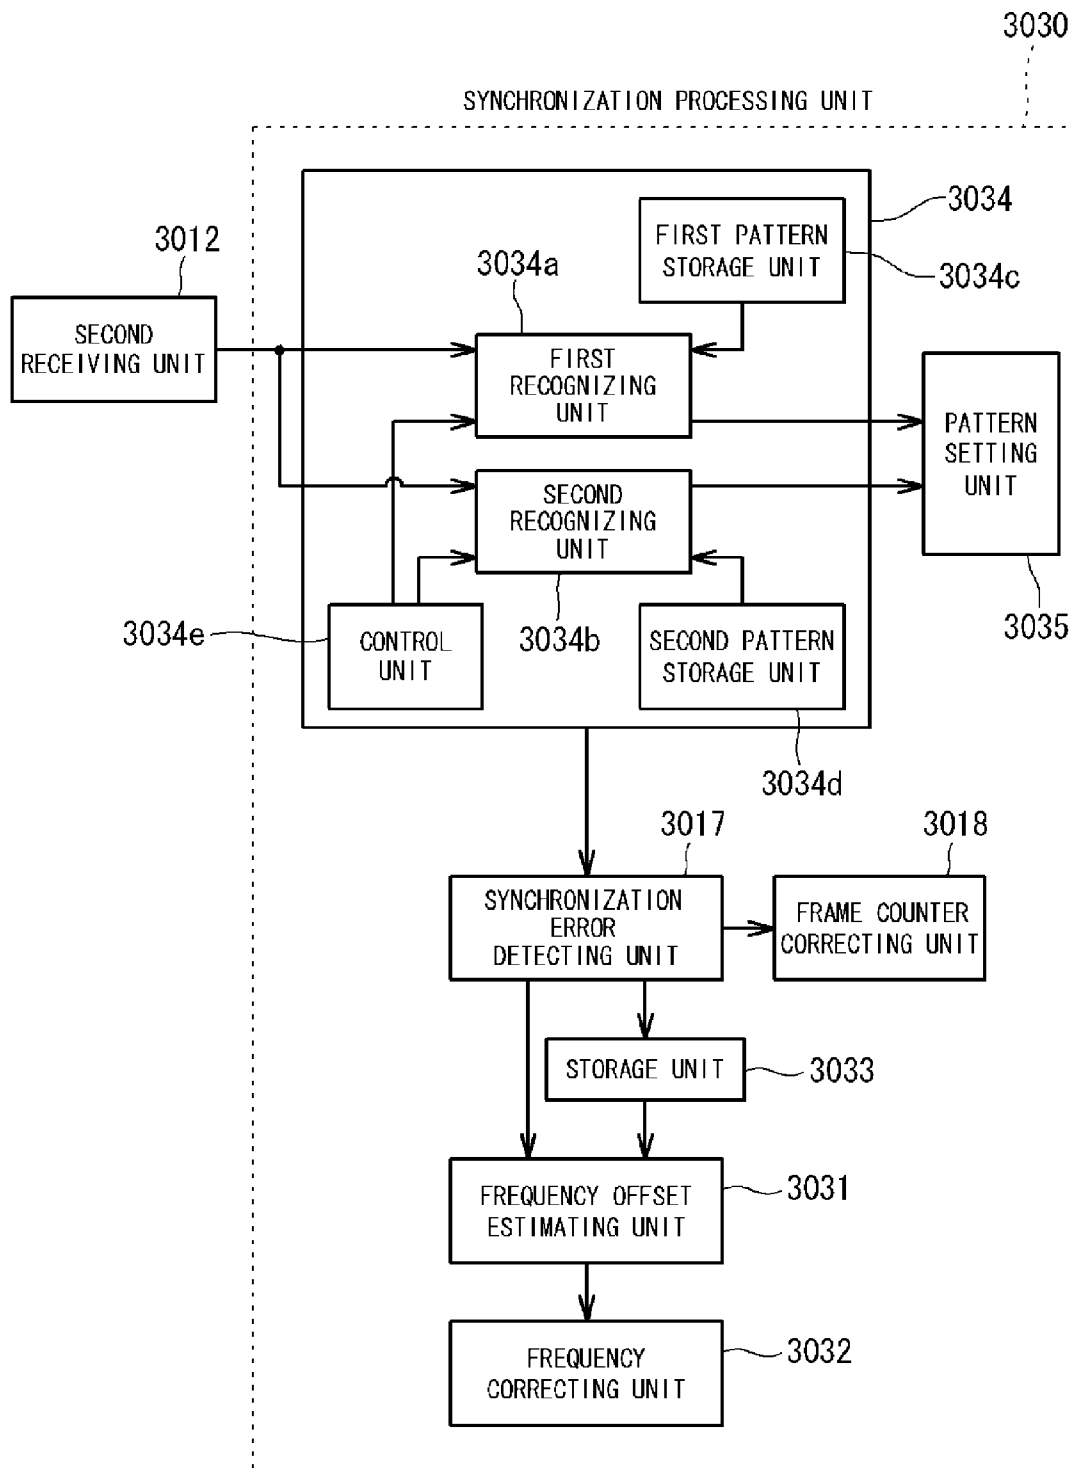 3030
SYNCHRONIZATION PROCESSING UNIT
3034
FIRST PATTERN
STORAGE UNIT
3034c
3012
SECOND
RECEIVING UNIT
3034a
FIRST
RECOGNIZING
UNIT
PATTERN
SETTING
UNIT
3035
SECOND
RECOGNIZING
UNIT
3034b
3034e
CONTROL
UNIT
SECOND PATTERN
STORAGE UNIT
3034d
3017
SYNCHRONIZATION
ERROR
DETECTING UNIT
3018
FRAME COUNTER
CORRECTING UNIT
STORAGE UNIT
3033
FREQUENCY OFFSET
ESTIMATING UNIT
3031
FREQUENCY
CORRECTING UNIT
3032